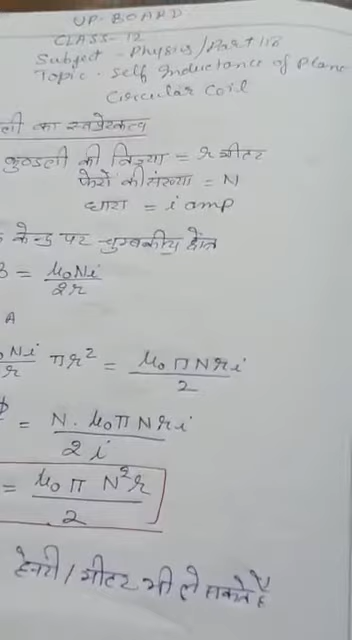 UP-BOARD
CLASS-12
Subject - Physics/Part 118
Topic - Self Inductance of Plane
Circular Coil
ली का स्वप्रेरकत्व
कुण्डली की त्रिज्या = r मीटर
फेरों की संख्या = N
धारा = i amp
केन्द्र पर चुम्बकीय क्षेत्र
B = μ₀Ni / 2r
A
μ₀Ni / r πr² = μ₀πNri / 2
ϕ = N. μ₀πNri / 2i
= μ₀π N²r / 2
हेनरी / मीटर भी ले सकते हैं